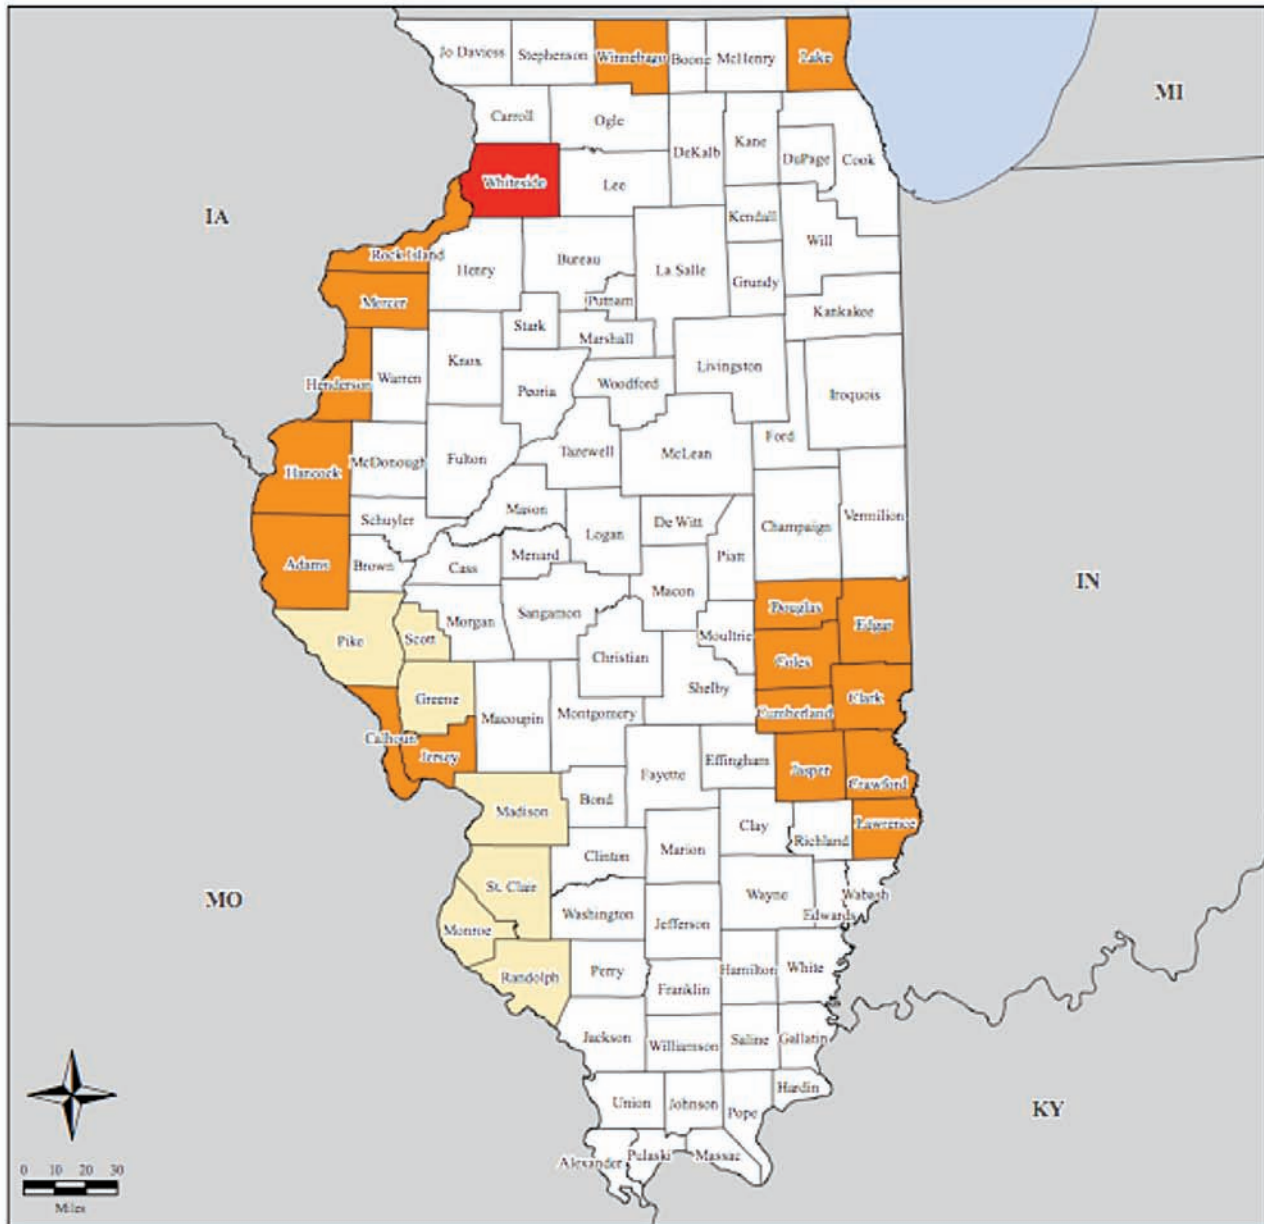 Jo Daviess
Stephenson
Winnebago
Boone
McHenry
Lake
MI
Carroll
Ogle
DeKalb
Kane
DuPage
Cook
Whiteside
Lee
IA
Kendall
Will
Rock Island
Henry
Bureau
La Salle
Grundy
Mercer
Putnam
Kankakee
Stark
Marshall
Henderson
Warren
Knox
Peoria
Woodford
Livingston
Iroquois
Hancock
McDonough
Fulton
Tazewell
McLean
Ford
Mason
Schuyler
Logan
De Witt
Champaign
Vermilion
Adams
Brown
Cass
Menard
Piatt
Macon
IN
Pike
Scott
Morgan
Sangamon
Christian
Moultrie
Douglas
Edgar
Coles
Shelby
Greene
Macoupin
Montgomery
Cumberland
Clark
Calhoun
Jersey
Fayette
Effingham
Jasper
Crawford
Madison
Bond
Clay
Richland
Lawrence
St. Clair
Clinton
Marion
Wayne
Edwards
Wabash
MO
Monroe
Washington
Jefferson
Randolph
Perry
Franklin
Hamilton
White
Jackson
Williamson
Saline
Gallatin
Union
Johnson
Pope
Hardin
KY
Alexander
Pulaski
Massac
0 10 20 30
Miles